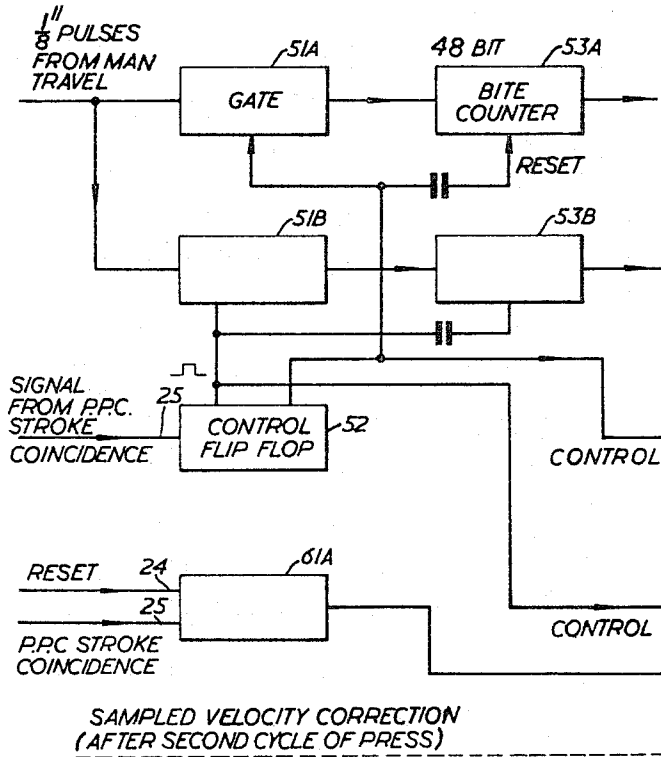 1/8" PULSES
FROM MAN
TRAVEL
51A
GATE
48 BIT
53A
BITE
COUNTER
RESET
51B
53B
SIGNAL
FROM P.P.C.
STROKE
COINCIDENCE
25
CONTROL
FLIP FLOP
52
CONTROL
RESET
24
61A
25
P.P.C STROKE
COINCIDENCE
CONTROL
SAMPLED VELOCITY CORRECTION
(AFTER SECOND CYCLE OF PRESS)